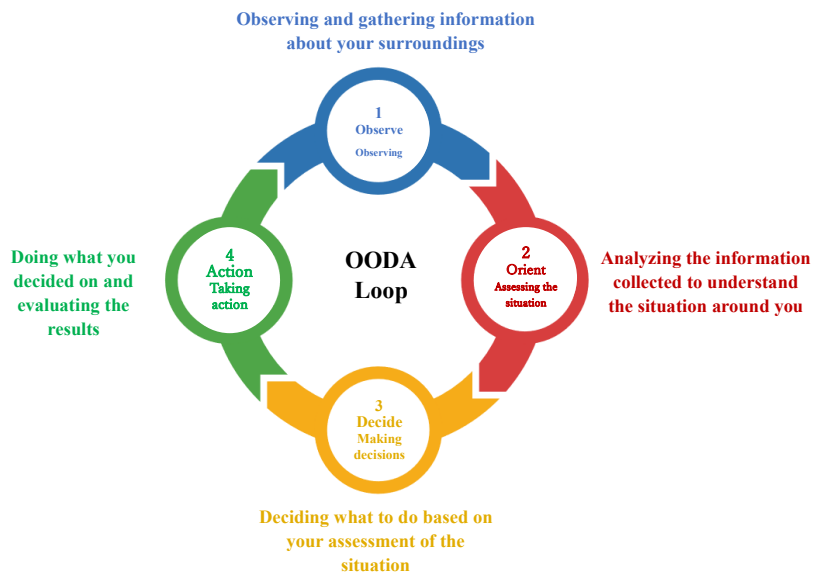 Observing and gathering information
about your surroundings
1
Observe
Observing
2
Orient
Assessing the
situation
Analyzing the information
collected to understand
the situation around you
3
Decide
Making
decisions
Deciding what to do based on
your assessment of the
situation
4
Action
Taking
action
Doing what you
decided on and
evaluating the
results
OODA
Loop